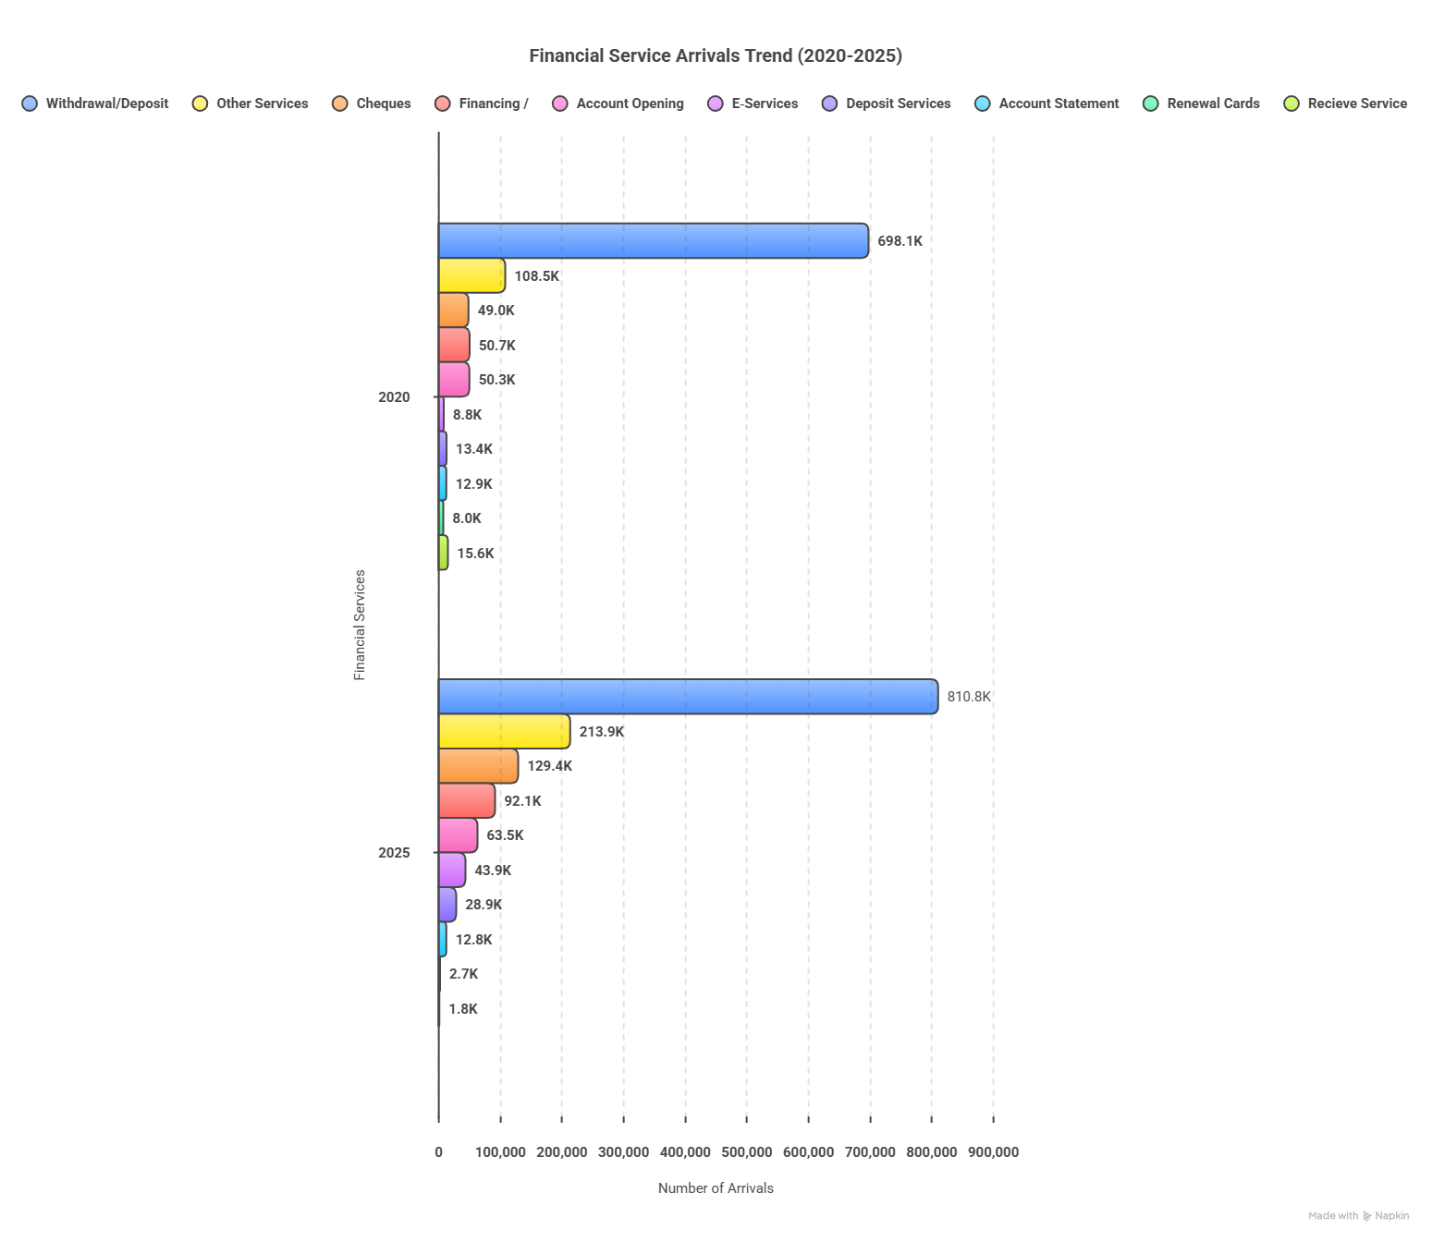 Financial Service Arrivals Trend (2020-2025)
Withdrawal/Deposit Other Services Cheques Financing / Account Opening E-Services Deposit Services Account Statement Renewal Cards Recieve Service
698.1K
108.5K
49.0K
50.7K
50.3K
2020
8.8K
13.4K
12.9K
8.0K
15.6K
Financial Services
810.8K
213.9K
129.4K
92.1K
63.5K
2025
43.9K
28.9K
12.8K
2.7K
1.8K
0 100,000 200,000 300,000 400,000 500,000 600,000 700,000 800,000 900,000
Number of Arrivals
Made with Napkin